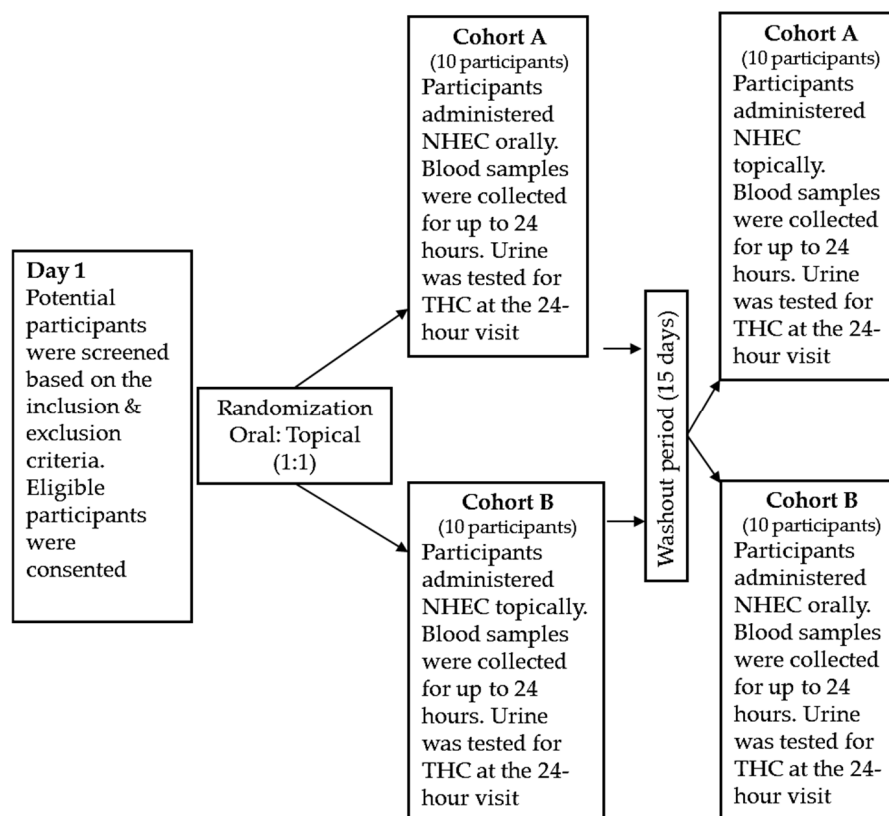 Day 1
Potential
participants
were screened
based on the
inclusion &
exclusion
criteria.
Eligible
participants
were
consented
Randomization
Oral: Topical
(1:1)
Cohort A
(10 participants)
Participants
administered
NHEC orally.
Blood samples
were collected
for up to 24
hours. Urine
was tested for
THC at the 24-
hour visit
Cohort B
(10 participants)
Participants
administered
NHEC topically.
Blood samples
were collected
for up to 24
hours. Urine
was tested for
THC at the 24-
hour visit
Washout period (15 days)
Cohort A
(10 participants)
Participants
administered
NHEC
topically.
Blood samples
were collected
for up to 24
hours. Urine
was tested for
THC at the 24-
hour visit
Cohort B
(10 participants)
Participants
administered
NHEC orally.
Blood samples
were collected
for up to 24
hours. Urine
was tested for
THC at the 24-
hour visit